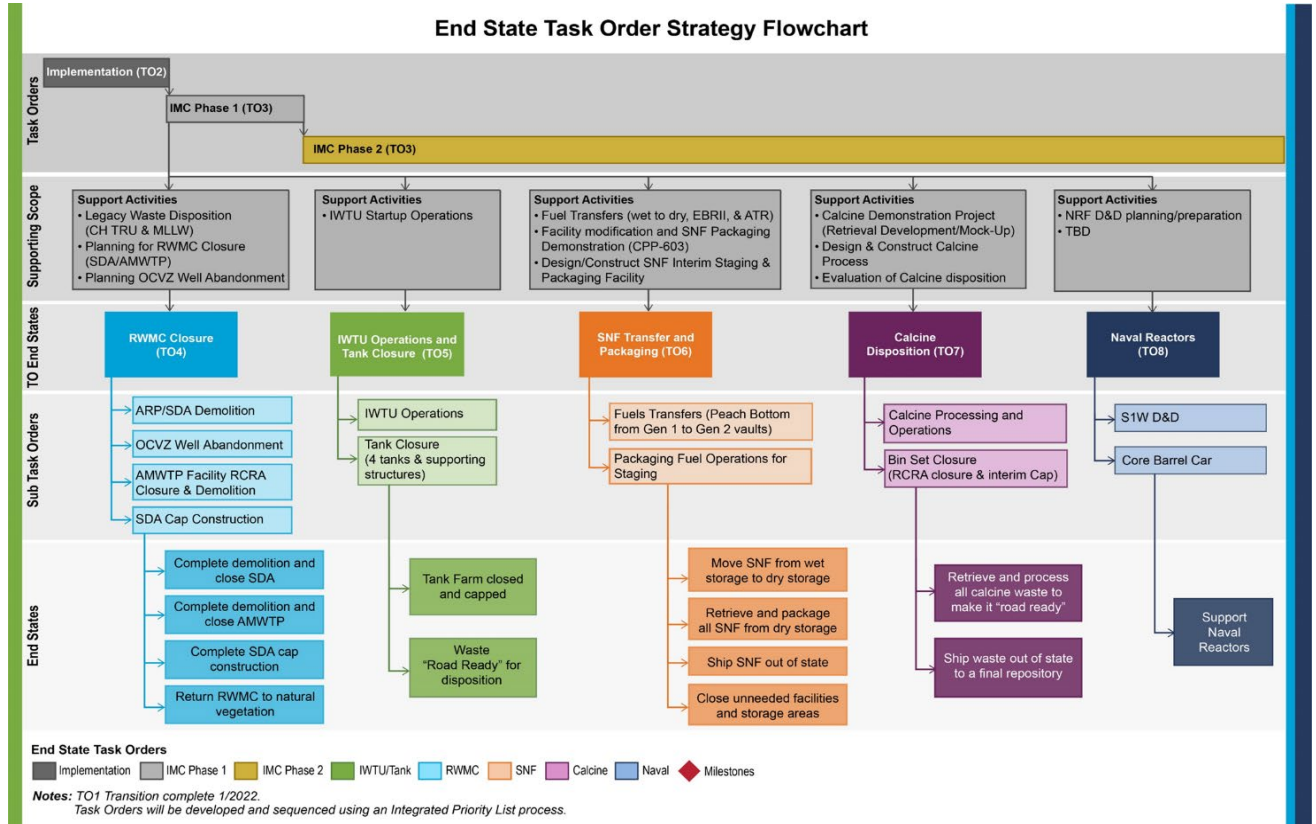 End State Task Order Strategy Flowchart
Task Orders
Implementation (TO2)
IMC Phase 1 (TO3)
IMC Phase 2 (TO3)
Supporting Scope
Support Activities
• Legacy Waste Disposition
(CH TRU & MLLW)
• Planning for RWMC Closure
(SDA/AMWTP)
• Planning OCVZ Well Abandonment
Support Activities
• IWTU Startup Operations
Support Activities
• Fuel Transfers (wet to dry, EBRII, & ATR)
• Facility modification and SNF Packaging
Demonstration (CPP-603)
• Design/Construct SNF Interim Staging &
Packaging Facility
Support Activities
• Calcine Demonstration Project
(Retrieval Development/Mock-Up)
• Design & Construct Calcine
Process
• Evaluation of Calcine disposition
Support Activities
• NRF D&D planning/preparation
• TBD
TO End States
RWMC Closure
(TO4)
IWTU Operations and
Tank Closure (TO5)
SNF Transfer and
Packaging (TO6)
Calcine
Disposition (TO7)
Naval Reactors
(TO8)
Sub Task Orders
ARP/SDA Demolition
OCVZ Well Abandonment
AMWTP Facility RCRA
Closure & Demolition
SDA Cap Construction
IWTU Operations
Tank Closure
(4 tanks & supporting
structures)
Fuels Transfers (Peach Bottom
from Gen 1 to Gen 2 vaults)
Packaging Fuel Operations for
Staging
Calcine Processing and
Operations
Bin Set Closure
(RCRA closure & interim Cap)
S1W D&D
Core Barrel Car
End States
Complete demolition and
close SDA
Complete demolition and
close AMWTP
Complete SDA cap
construction
Return RWMC to natural
vegetation
Tank Farm closed
and capped
Waste
"Road Ready" for
disposition
Move SNF from wet
storage to dry storage
Retrieve and package
all SNF from dry storage
Ship SNF out of state
Close unneeded facilities
and storage areas
Retrieve and process
all calcine waste to
make it "road ready"
Ship waste out of state
to a final repository
Support
Naval
Reactors
End State Task Orders
Implementation
IMC Phase 1
IMC Phase 2
IWTU/Tank
RWMC
SNF
Calcine
Naval
Milestones
Notes: TO1 Transition complete 1/2022.
Task Orders will be developed and sequenced using an Integrated Priority List process.